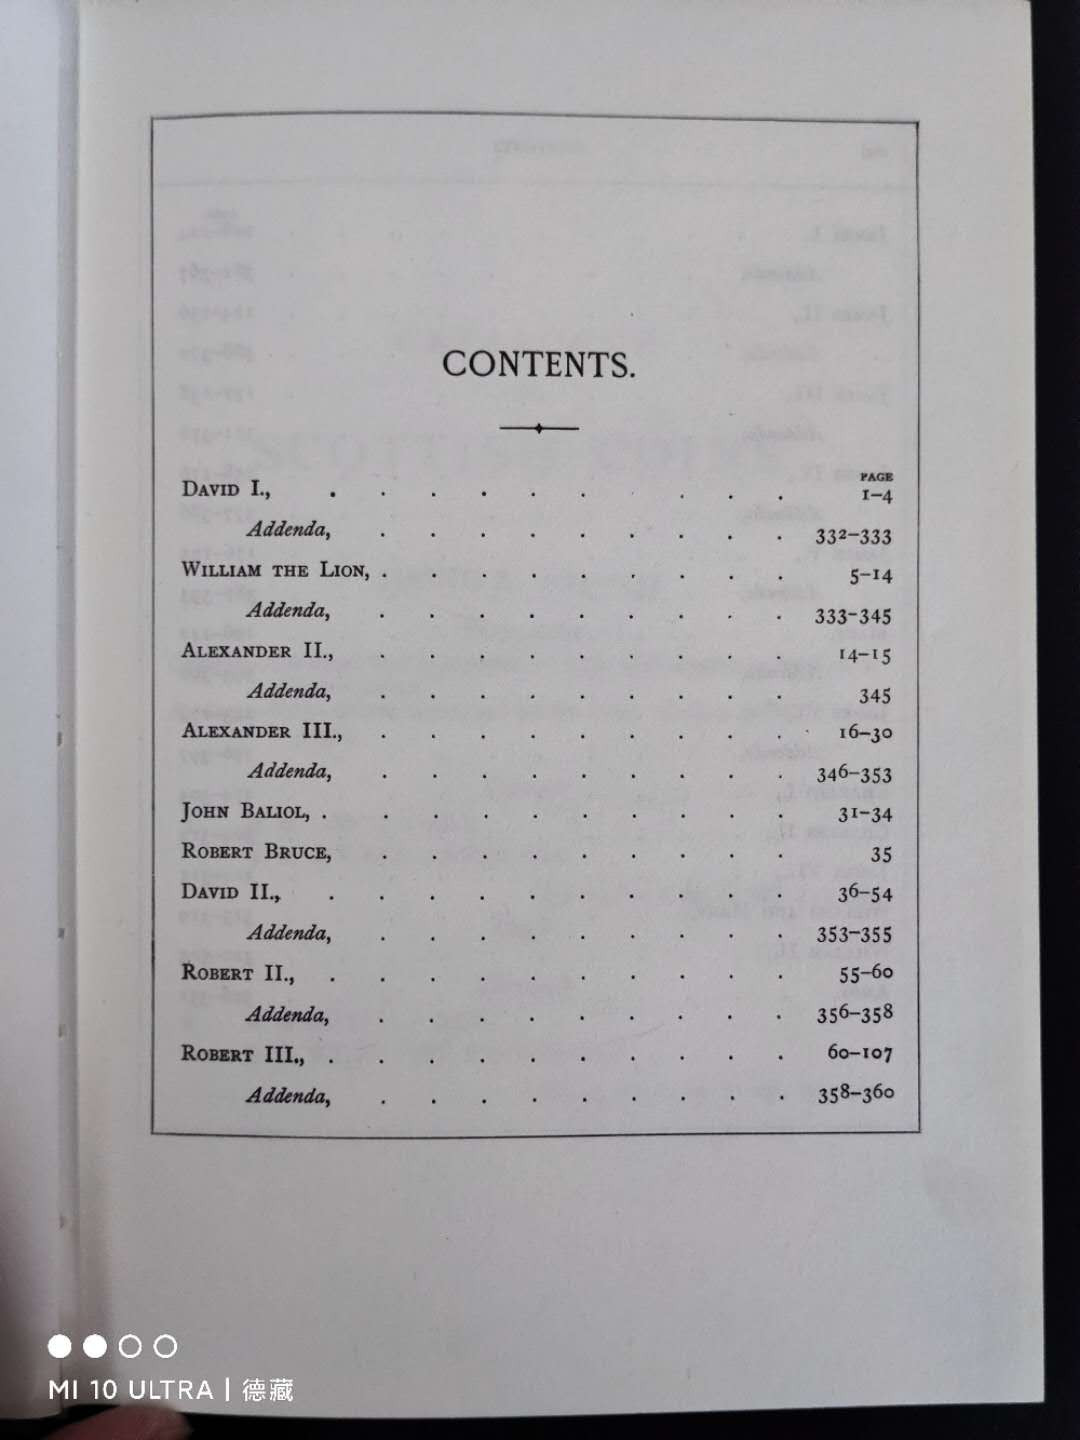 CONTENTS.
PAGE
DAVID I., . . . . . . . . . . 1–4
Addenda, . . . . . . . . . 332–333
WILLIAM THE LION, . . . . . . . . . 5–14
Addenda, . . . . . . . . . 333–345
ALEXANDER II., . . . . . . . . . 14–15
Addenda, . . . . . . . . . 345
ALEXANDER III., . . . . . . . . . 16–30
Addenda, . . . . . . . . . 346–353
JOHN BALIOL, . . . . . . . . . . 31–34
ROBERT BRUCE, . . . . . . . . . 35
DAVID II., . . . . . . . . . . 36–54
Addenda, . . . . . . . . . 353–355
ROBERT II., . . . . . . . . . . 55–60
Addenda, . . . . . . . . . 356–358
ROBERT III., . . . . . . . . . . 60–107
Addenda, . . . . . . . . . 358–360
MI 10 ULTRA | 德藏